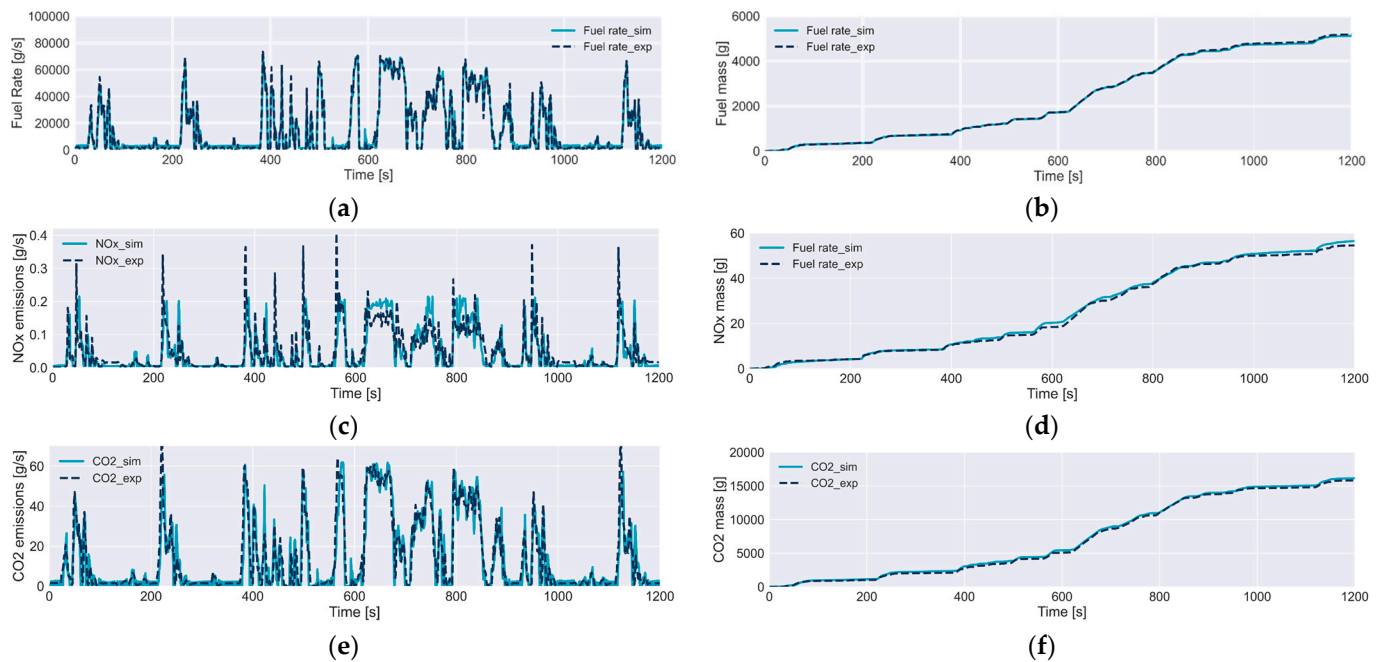 100000
80000
60000
40000
20000
0
Fuel Rate [g/s]
Fuel rate_sim
Fuel rate_exp
0 200 400 600 800 1000 1200
Time [s]
(a)
6000
4000
2000
0
Fuel mass [g]
Fuel rate_sim
Fuel rate_exp
0 200 400 600 800 1000 1200
Time [s]
(b)
0.4
0.3
0.2
0.1
0.0
NOx emissions [g/s]
NOx_sim
NOx_exp
0 200 400 600 800 1000 1200
Time [s]
(c)
60
40
20
0
NOx mass [g]
Fuel rate_sim
Fuel rate_exp
0 200 400 600 800 1000 1200
Time [s]
(d)
60
40
20
0
CO2 emissions [g/s]
CO2_sim
CO2_exp
0 200 400 600 800 1000 1200
Time [s]
(e)
20000
15000
10000
5000
0
CO2 mass [g]
CO2_sim
CO2_exp
0 200 400 600 800 1000 1200
Time [s]
(f)